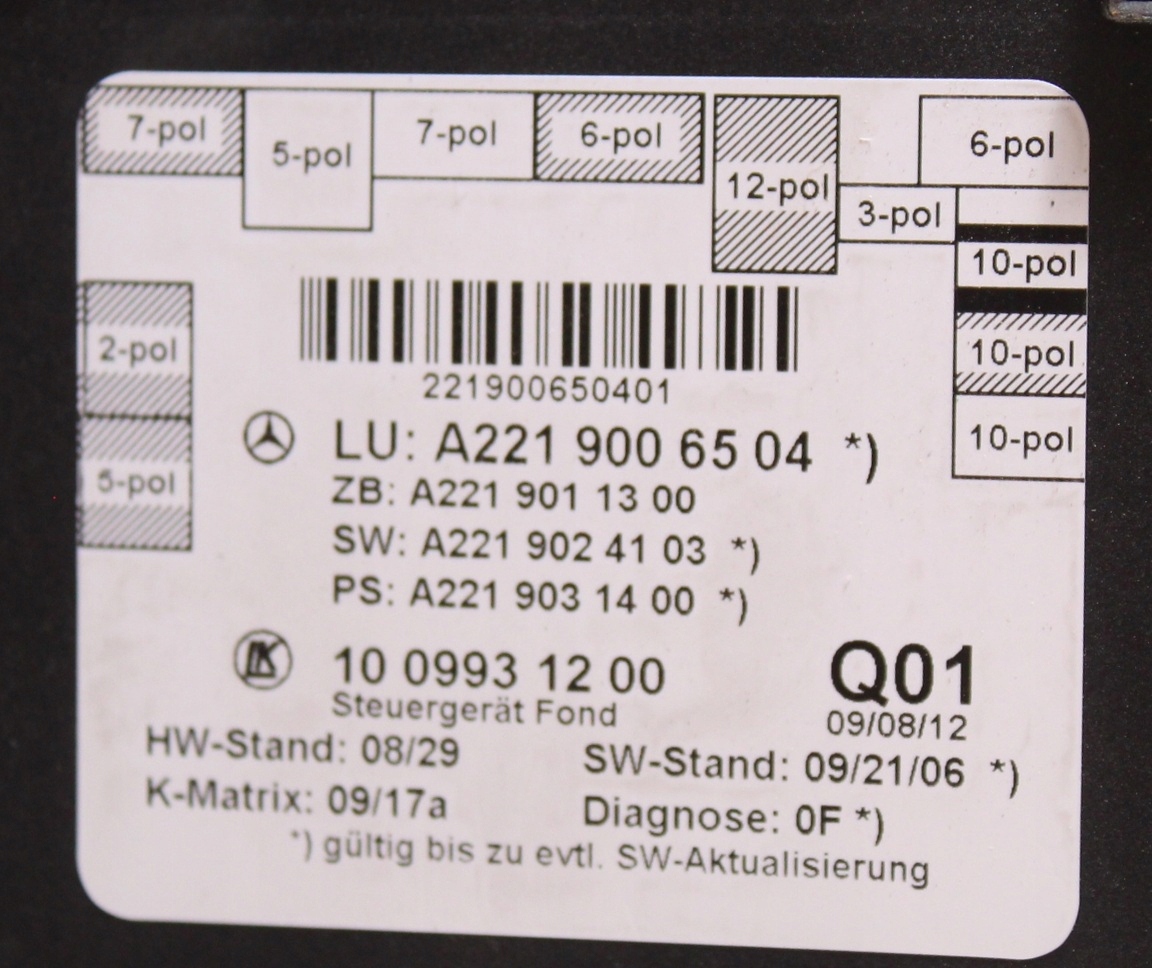 7-pol
5-pol
7-pol
6-pol
12-pol
3-pol
6-pol
10-pol
10-pol
10-pol
2-pol
5-pol
221900650401
LU: A221 900 65 04 *)
ZB: A221 901 13 00
SW: A221 902 41 03 *)
PS: A221 903 14 00 *)
10 0993 12 00
Q01
Steuergerät Fond
09/08/12
HW-Stand: 08/29
SW-Stand: 09/21/06 *)
K-Matrix: 09/17a
Diagnose: 0F *)
*) gültig bis zu evtl. SW-Aktualisierung